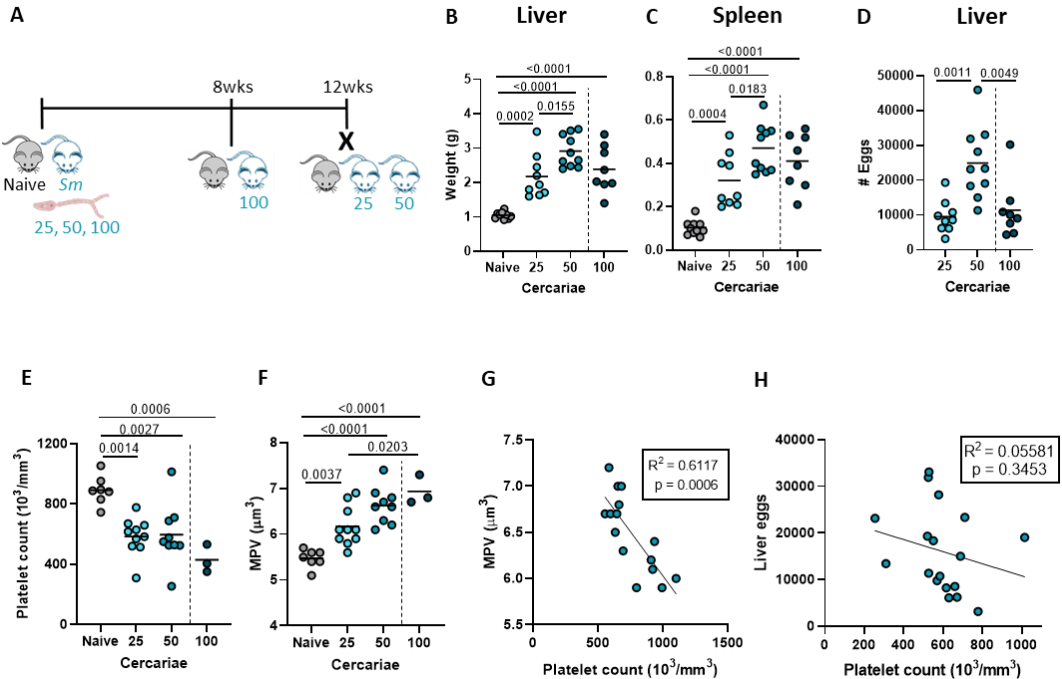 A
8wks
12wks
X
Naive
Sm
25, 50, 100
100
25
50
B
Liver
<0.0001
<0.0001
0.0002
0.0155
Weight (g)
5
4
3
2
1
0
Naive
25
50
100
Cercariae
C
Spleen
<0.0001
<0.0001
0.0004
0.0183
0.8
0.6
0.4
0.2
0.0
Naive
25
50
100
Cercariae
D
Liver
0.0011
0.0049
# Eggs
50000
40000
30000
20000
10000
0
25
50
100
Cercariae
E
0.0006
0.0027
0.0014
Platelet count (10³/mm³)
1200
800
400
0
Naive
25
50
100
Cercariae
F
<0.0001
<0.0001
0.0203
0.0037
MPV (μm³)
8
7
6
5
4
Naive
25
50
100
Cercariae
G
R² = 0.6117
p = 0.0006
MPV (μm³)
7.5
7.0
6.5
6.0
5.5
0
500
1000
1500
Platelet count (10³/mm³)
H
R² = 0.05581
p = 0.3453
Liver eggs
40000
30000
20000
10000
0
0
200
400
600
800
1000
Platelet count (10³/mm³)